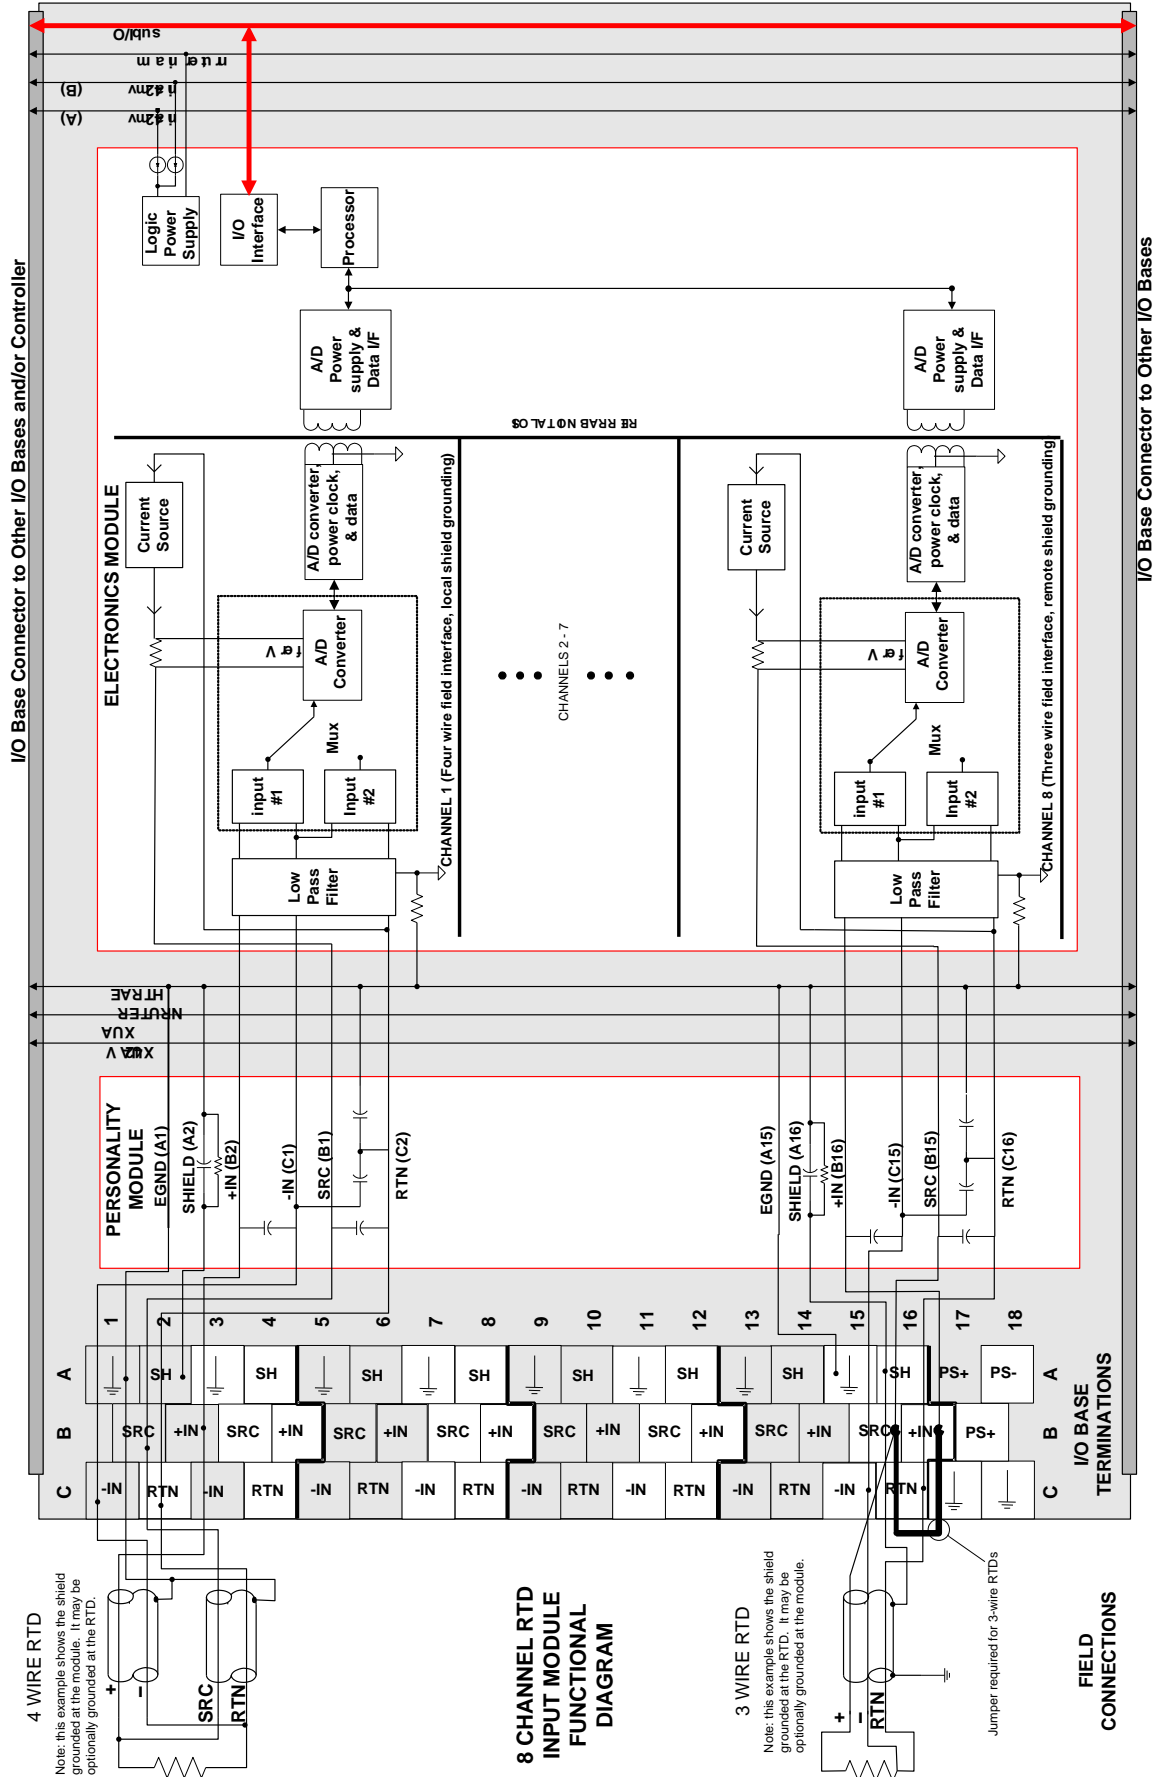 I/O Base Connector to Other I/O Bases and/or Controller
(B)
(A)
Logic
Power
Supply
I/O
Interface
Processor
A/D
Power
supply &
Data I/F
A/D
Power
supply &
Data I/F
ELECTRONICS MODULE
Current
Source
A/D converter,
power clock,
& data
A/D
Converter
Mux
input
#1
Input
#2
Low
Pass
Filter
CHANNEL 1 (Four wire field interface, local shield grounding)
CHANNELS 2 - 7
Current
Source
A/D converter,
power clock,
& data
A/D
Converter
Mux
input
#1
Input
#2
Low
Pass
Filter
CHANNEL 8 (Three wire field interface, remote shield grounding
HTRAE
NRUTER
XUA
PERSONALITY
MODULE
EGND (A1)
SHIELD (A2)
+IN (B2)
-IN (C1)
SRC (B1)
RTN (C2)
EGND (A15)
SHIELD (A16)
+IN (B16)
-IN (C15)
SRC (B15)
RTN (C16)
1 2 3 4 5 6 7 8 9 10 11 12 13 14 15 16 17 18
A SH SH SH SH SH SH SH SH PS+ PS- A
B SRC +IN SRC +IN SRC +IN SRC +IN SRC +IN SRC +IN SRC +IN SRC +IN PS+ B
C -IN RTN -IN RTN -IN RTN -IN RTN -IN RTN -IN RTN -IN RTN -IN RTN C
I/O BASE
TERMINATIONS
4 WIRE RTD
Note: this example shows the shield
grounded at the module. It may be
optionally grounded at the RTD.
+
–
SRC
RTN
8 CHANNEL RTD
INPUT MODULE
FUNCTIONAL
DIAGRAM
3 WIRE RTD
Note: this example shows the shield
grounded at the RTD. It may be
optionally grounded at the module.
+
–
RTN
Jumper required for 3-wire RTDs
FIELD
CONNECTIONS
I/O Base Connector to Other I/O Bases